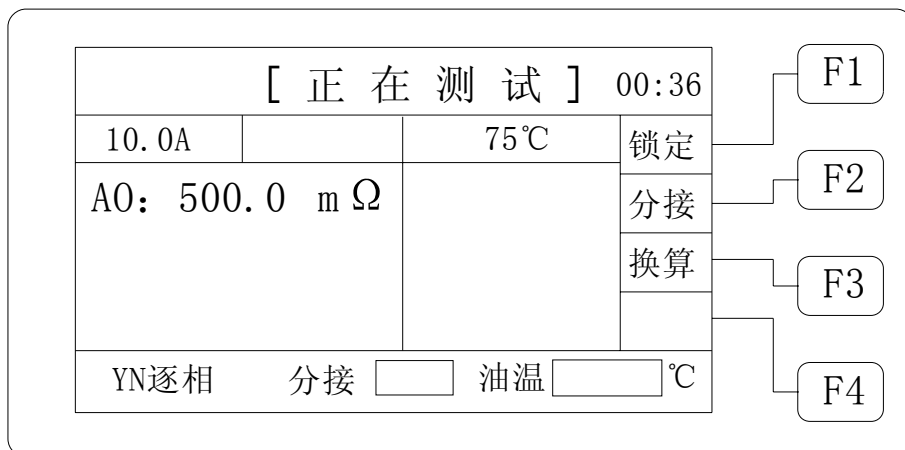 [ 正 在 测 试 ] 00:36
F1
10.0A 75℃ 锁定
F2
AO: 500.0 mΩ
分接
换算
F3
YN逐相 分接 油温 ℃
F4